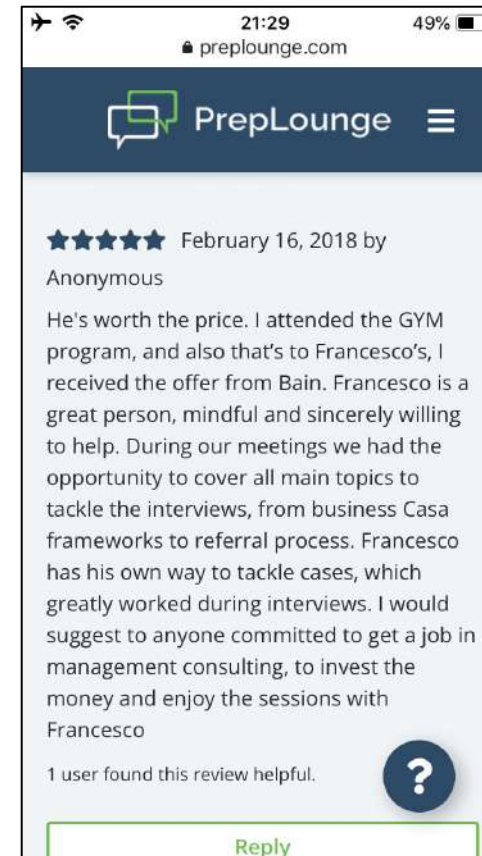 21:29
49%
preplounge.com
PrepLounge
February 16, 2018 by
Anonymous
He's worth the price. I attended the GYM
program, and also that's to Francesco's, I
received the offer from Bain. Francesco is a
great person, mindful and sincerely willing
to help. During our meetings we had the
opportunity to cover all main topics to
tackle the interviews, from business Casa
frameworks to referral process. Francesco
has his own way to tackle cases, which
greatly worked during interviews. I would
suggest to anyone committed to get a job in
management consulting, to invest the
money and enjoy the sessions with
Francesco
1 user found this review helpful.
?
Reply